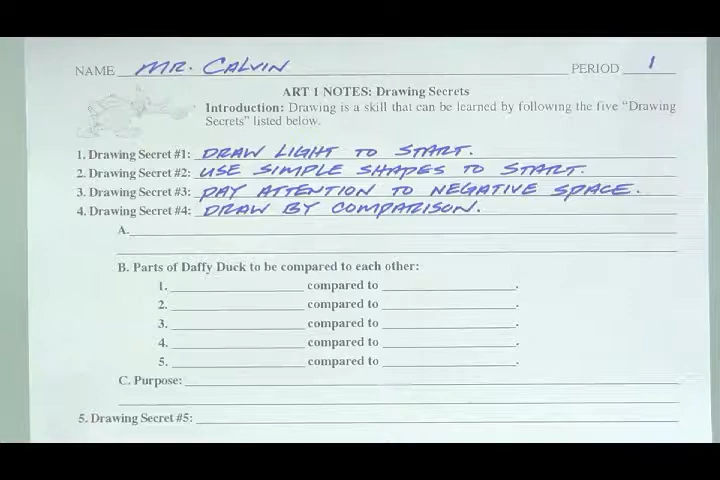 NAME MR. CALVIN PERIOD 1
ART 1 NOTES: Drawing Secrets
Introduction: Drawing is a skill that can be learned by following the five “Drawing
Secrets” listed below.
1. Drawing Secret #1: DRAW LIGHT TO START.
2. Drawing Secret #2: USE SIMPLE SHAPES TO START.
3. Drawing Secret #3: PAY ATTENTION TO NEGATIVE SPACE.
4. Drawing Secret #4: DRAW BY COMPARISON.
A.
B. Parts of Daffy Duck to be compared to each other:
1. compared to .
2. compared to .
3. compared to .
4. compared to .
5. compared to .
C. Purpose:
5. Drawing Secret #5: